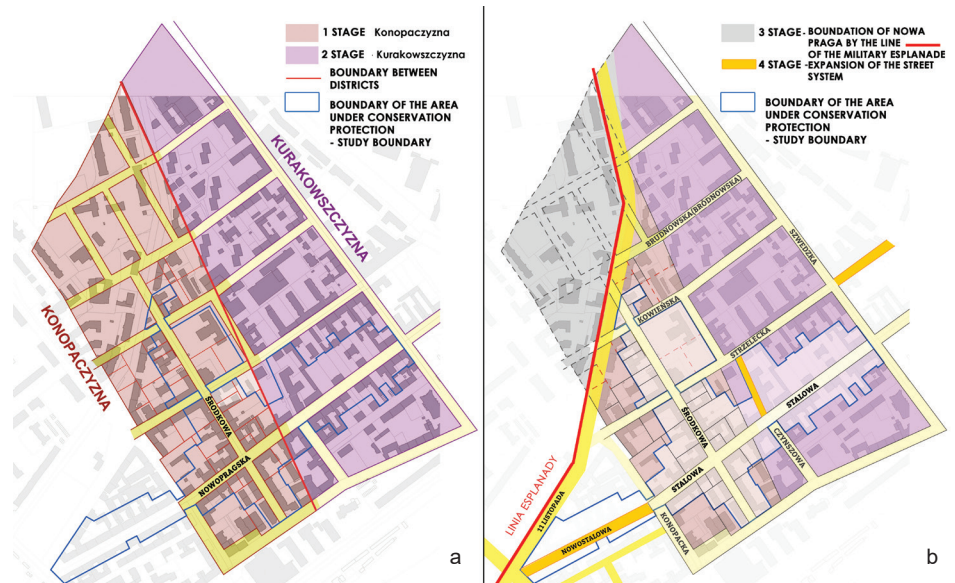 1 STAGE Konopaczyzna
2 STAGE - Kurakowszczyzna
BOUNDARY BETWEEN
DISTRICTS
BOUNDARY OF THE AREA
UNDER CONSERVATION
PROTECTION
- STUDY BOUNDARY
KURAKOWSZCZYZNA
KONOPACZYZNA
ŚRODKOWA
NOWOPRAGSKA
a
3 STAGE - BOUNDATION OF NOWA
PRAGA BY THE LINE
OF THE MILITARY ESPLANADE
4 STAGE -EXPANSION OF THE STREET
SYSTEM
BOUNDARY OF THE AREA
UNDER CONSERVATION
PROTECTION
- STUDY BOUNDARY
BRUDNOWSKA(BRÓDNOWSKA)
SZWEDZKA
KOWIEŃSKA
STRZELECKA
STALOWA
ŚRODKOWA
CZYNSZOWA
STALOWA
LINIA ESPLANADY
11 LISTOPADA
KONOPACKA
NOWOSTALOWA
b